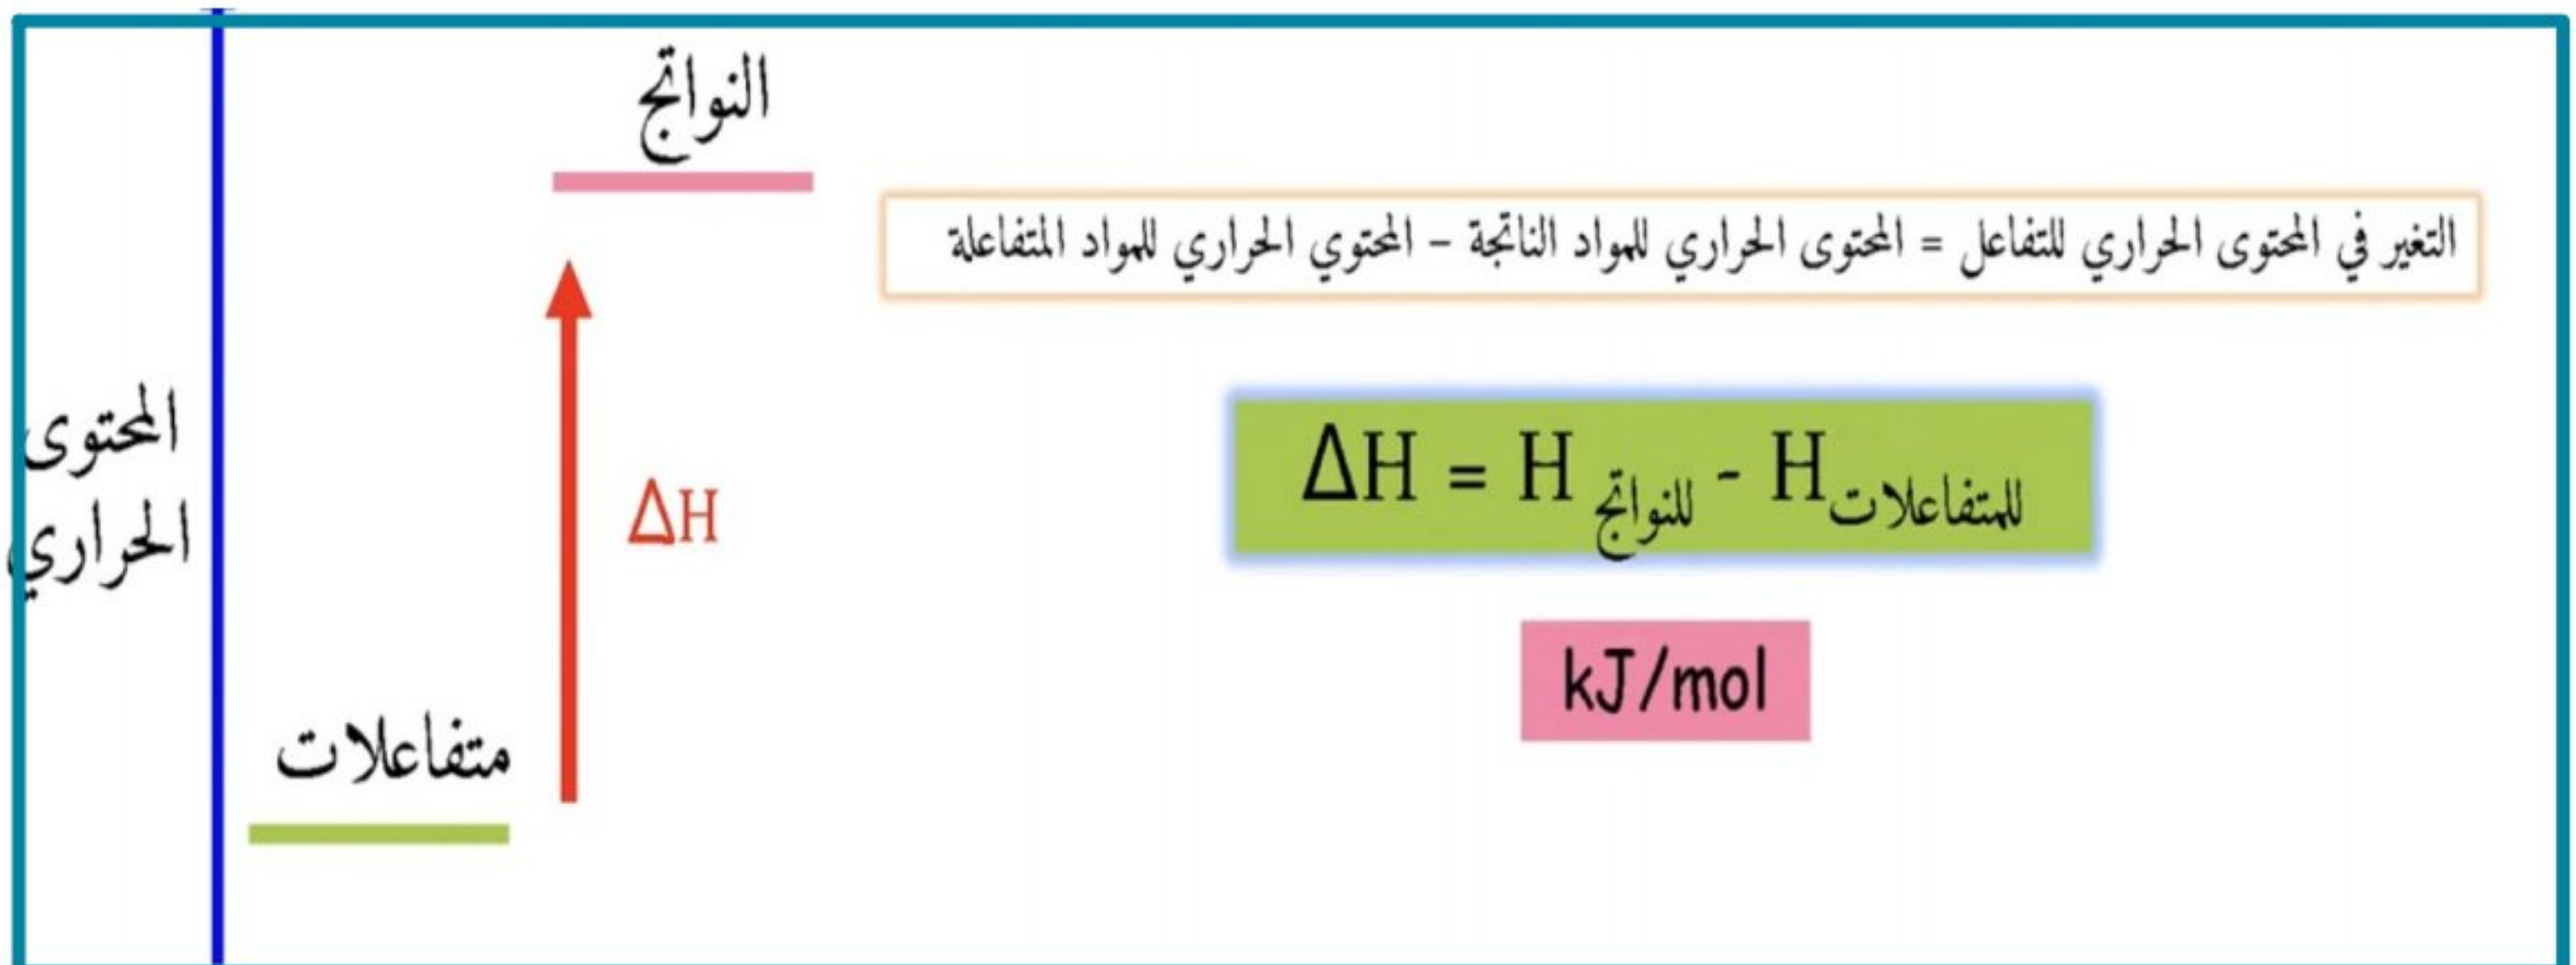 النواتج
التغير في المحتوى الحراري للتفاعل = المحتوى الحراري للمواد الناتجة – المحتوي الحراري للمواد المتفاعلة
المحتوى
الحراري
ΔH
ΔH = H للنواتج - H للمتفاعلات
kJ/mol
متفاعلات